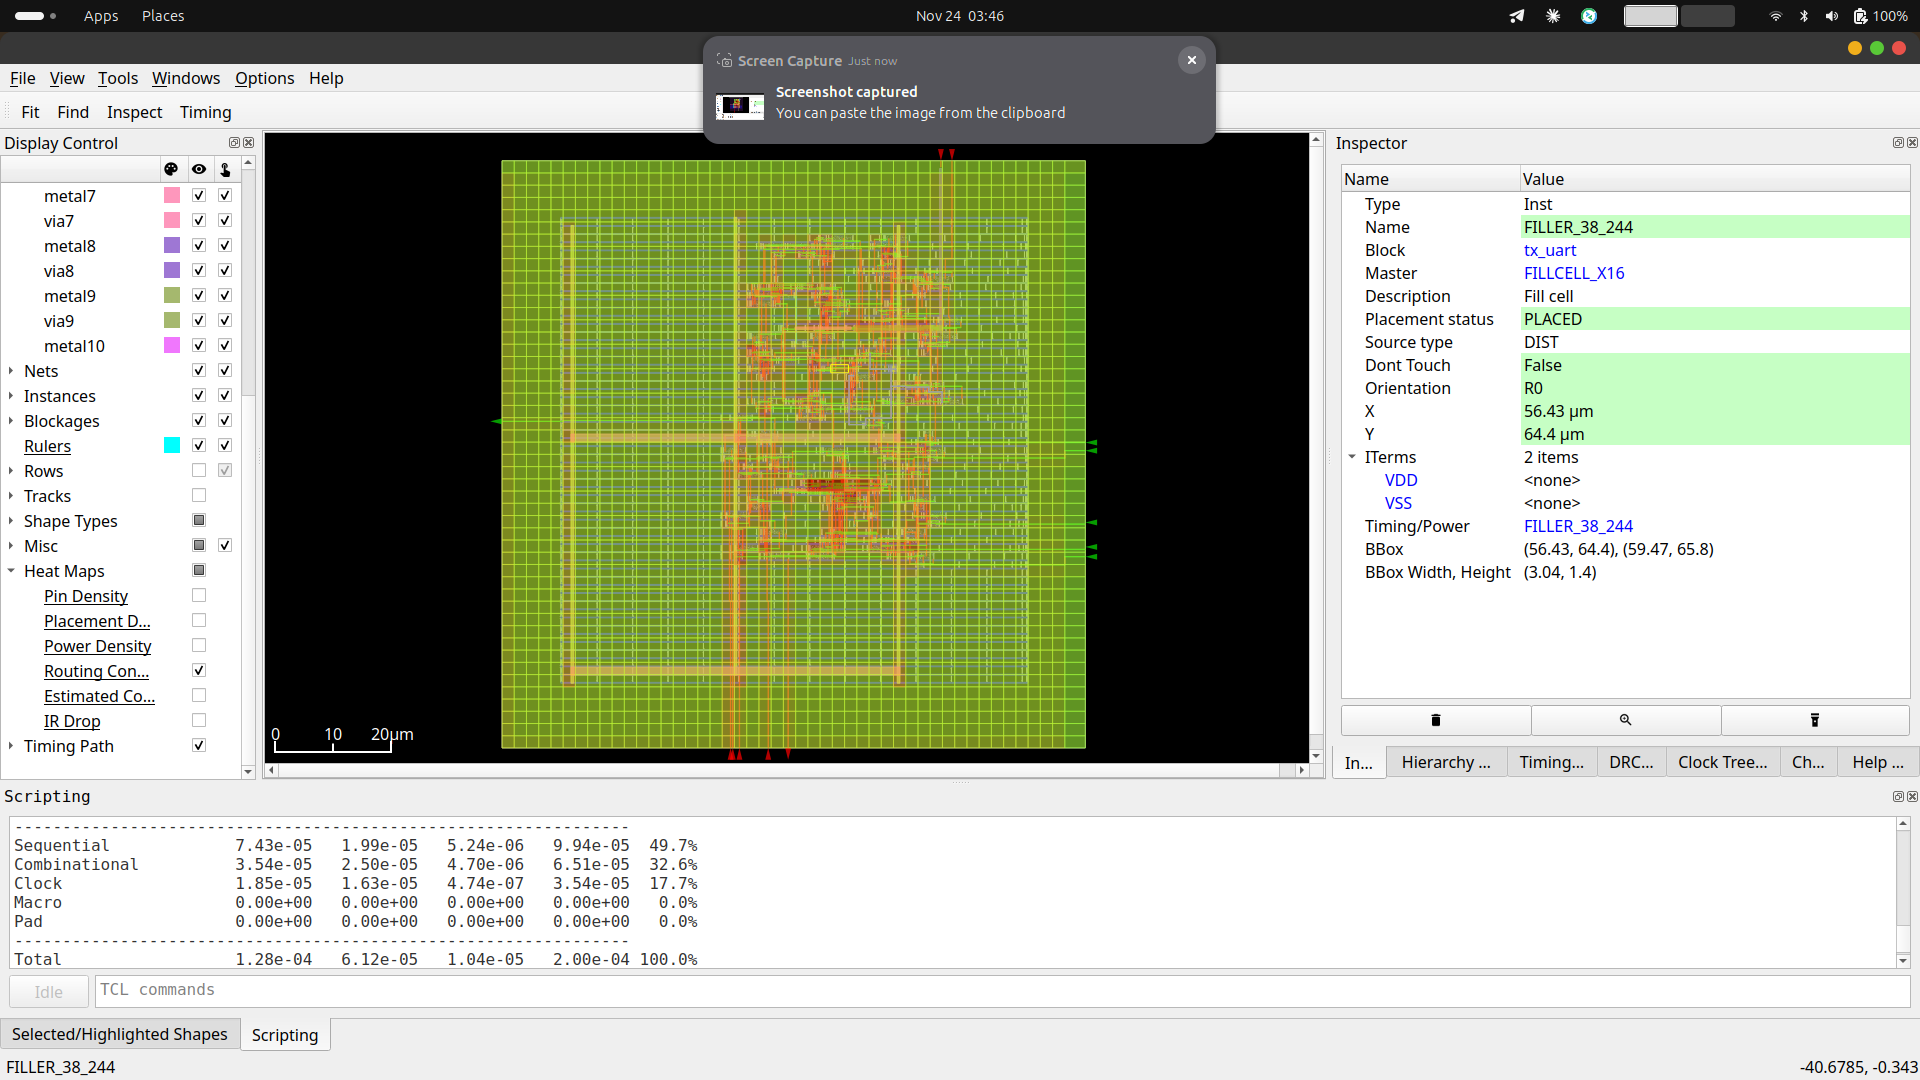 Apps Places Nov 24 03:46 100%
Screen Capture Just now
Screenshot captured
You can paste the image from the clipboard
File View Tools Windows Options Help
Fit Find Inspect Timing
Display Control
metal7
via7
metal8
via8
metal9
via9
metal10
Nets
Instances
Blockages
Rulers
Rows
Tracks
Shape Types
Misc
Heat Maps
Pin Density
Placement D...
Power Density
Routing Con...
Estimated Co...
IR Drop
Timing Path
0 10 20μm
Inspector
Name Value
Type Inst
Name FILLER_38_244
Block tx_uart
Master FILLCELL_X16
Description Fill cell
Placement status PLACED
Source type DIST
Dont Touch False
Orientation R0
X 56.43 μm
Y 64.4 μm
ITerms 2 items
VDD <none>
VSS <none>
Timing/Power FILLER_38_244
BBox (56.43, 64.4), (59.47, 65.8)
BBox Width, Height (3.04, 1.4)
In... Hierarchy ... Timing... DRC... Clock Tree... Ch... Help ...
Scripting
----------------------------------------------------------------
Sequential 7.43e-05 1.99e-05 5.24e-06 9.94e-05 49.7%
Combinational 3.54e-05 2.50e-05 4.70e-06 6.51e-05 32.6%
Clock 1.85e-05 1.63e-05 4.74e-07 3.54e-05 17.7%
Macro 0.00e+00 0.00e+00 0.00e+00 0.00e+00 0.0%
Pad 0.00e+00 0.00e+00 0.00e+00 0.00e+00 0.0%
----------------------------------------------------------------
Total 1.28e-04 6.12e-05 1.04e-05 2.00e-04 100.0%
Idle TCL commands
Selected/Highlighted Shapes Scripting
FILLER_38_244 -40.6785, -0.343